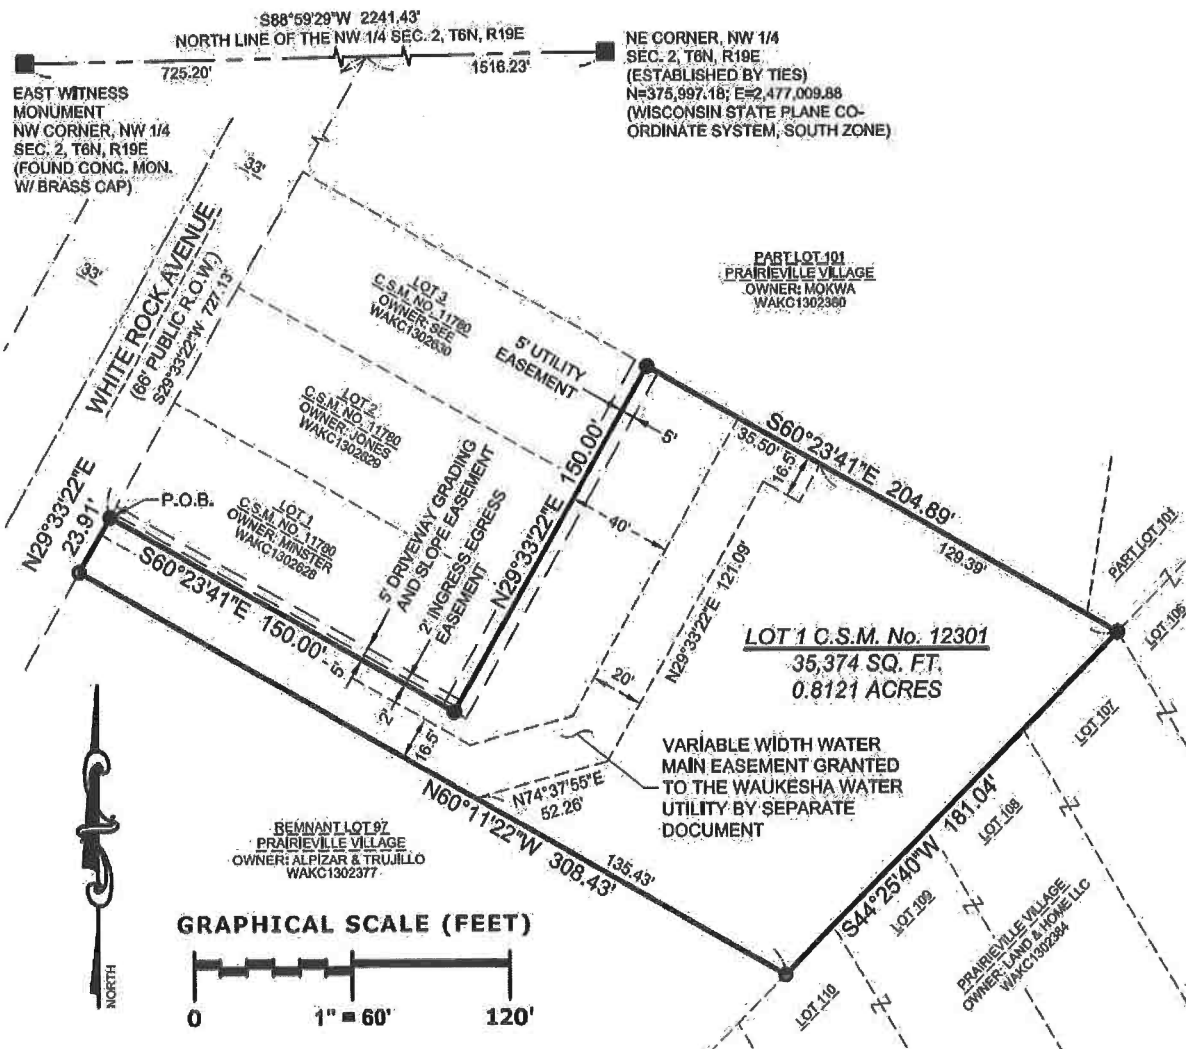 S88°59'29"W 2241.43'
NORTH LINE OF THE NW 1/4 SEC. 2, T6N, R19E
725.20'
1516.23'
EAST WITNESS
MONUMENT
NW CORNER, NW 1/4
SEC. 2, T6N, R19E
(FOUND CONC. MON.
W/ BRASS CAP)
NE CORNER, NW 1/4
SEC. 2, T6N, R19E
(ESTABLISHED BY TIES)
N=375,997.18; E=2,477,009.88
(WISCONSIN STATE PLANE CO-
ORDINATE SYSTEM, SOUTH ZONE)
33'
33'
WHITE ROCK AVENUE
(66' PUBLIC R.O.W.)
S29°33'22"W 727.13'
LOT 3
C.S.M. NO. 11780
OWNER: SEE
WAKC1302630
PART LOT 101
PRAIRIEVILLE VILLAGE
OWNER: MOKWA
WAKC1302380
5' UTILITY
EASEMENT
LOT 2
C.S.M. NO. 11780
OWNER: JONES
WAKC1302629
LOT 1
C.S.M. NO. 11780
OWNER: MINSTER
WAKC1302628
P.O.B.
N29°33'22"E
23.91'
S60°23'41"E 150.00'
5' DRIVEWAY GRADING
AND SLOPE EASEMENT
2' INGRESS EGRESS
EASEMENT
N29°33'22"E 150.00'
5'
40'
35.50'
16.5'
S60°23'41"E 204.89'
129.39'
N29°33'22"E 121.09'
PART LOT 101
LOT 106
LOT 1 C.S.M. No. 12301
35,374 SQ. FT.
0.8121 ACRES
20'
5'
2'
16.5'
LOT 107
VARIABLE WIDTH WATER
MAIN EASEMENT GRANTED
TO THE WAUKESHA WATER
UTILITY BY SEPARATE
DOCUMENT
N74°37'55"E
52.26'
N60°11'22"W 308.43'
135.43'
S44°25'40"W 181.04'
LOT 108
LOT 109
LOT 110
PRAIRIEVILLE VILLAGE
OWNER: LAND & HOME LLC
WAKC1302384
REMNANT LOT 97
PRAIRIEVILLE VILLAGE
OWNER: ALPIZAR & TRUJILLO
WAKC1302377
NORTH
GRAPHICAL SCALE (FEET)
0 1" = 60' 120'